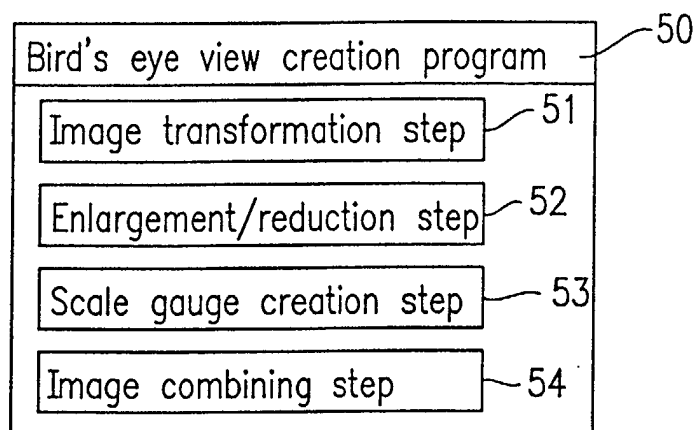 Bird's eye view creation program 50
Image transformation step 51
Enlargement/reduction step 52
Scale gauge creation step 53
Image combining step 54